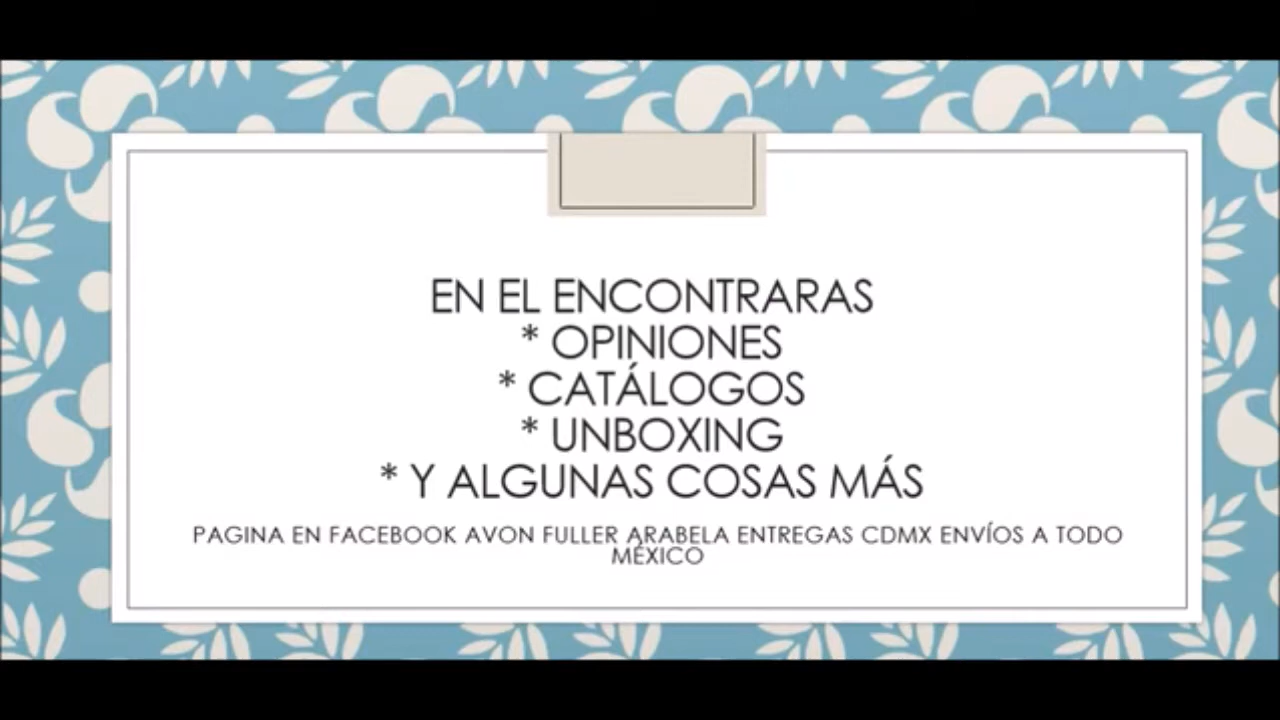 EN EL ENCONTRARAS
* OPINIONES
* CATÁLOGOS
* UNBOXING
* Y ALGUNAS COSAS MÁS
PAGINA EN FACEBOOK AVON FULLER ARABELA ENTREGAS CDMX ENVÍOS A TODO
MÉXICO